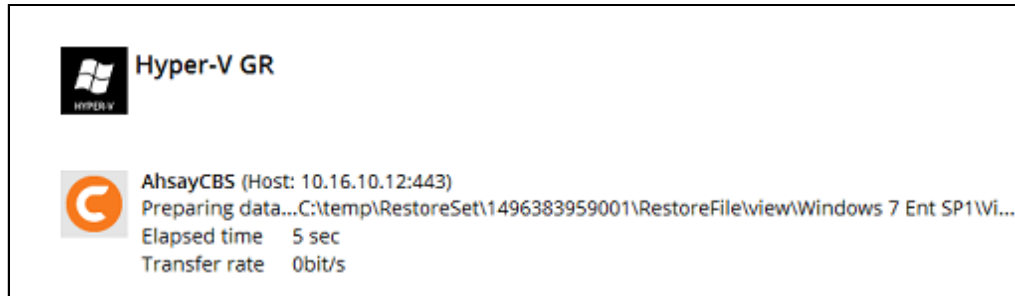 Hyper-V GR
HYPER-V
AhsayCBS (Host: 10.16.10.12:443)
Preparing data...C:\temp\RestoreSet\1496383959001\RestoreFile\view\Windows 7 Ent SP1\Vi...
Elapsed time 5 sec
Transfer rate 0bit/s